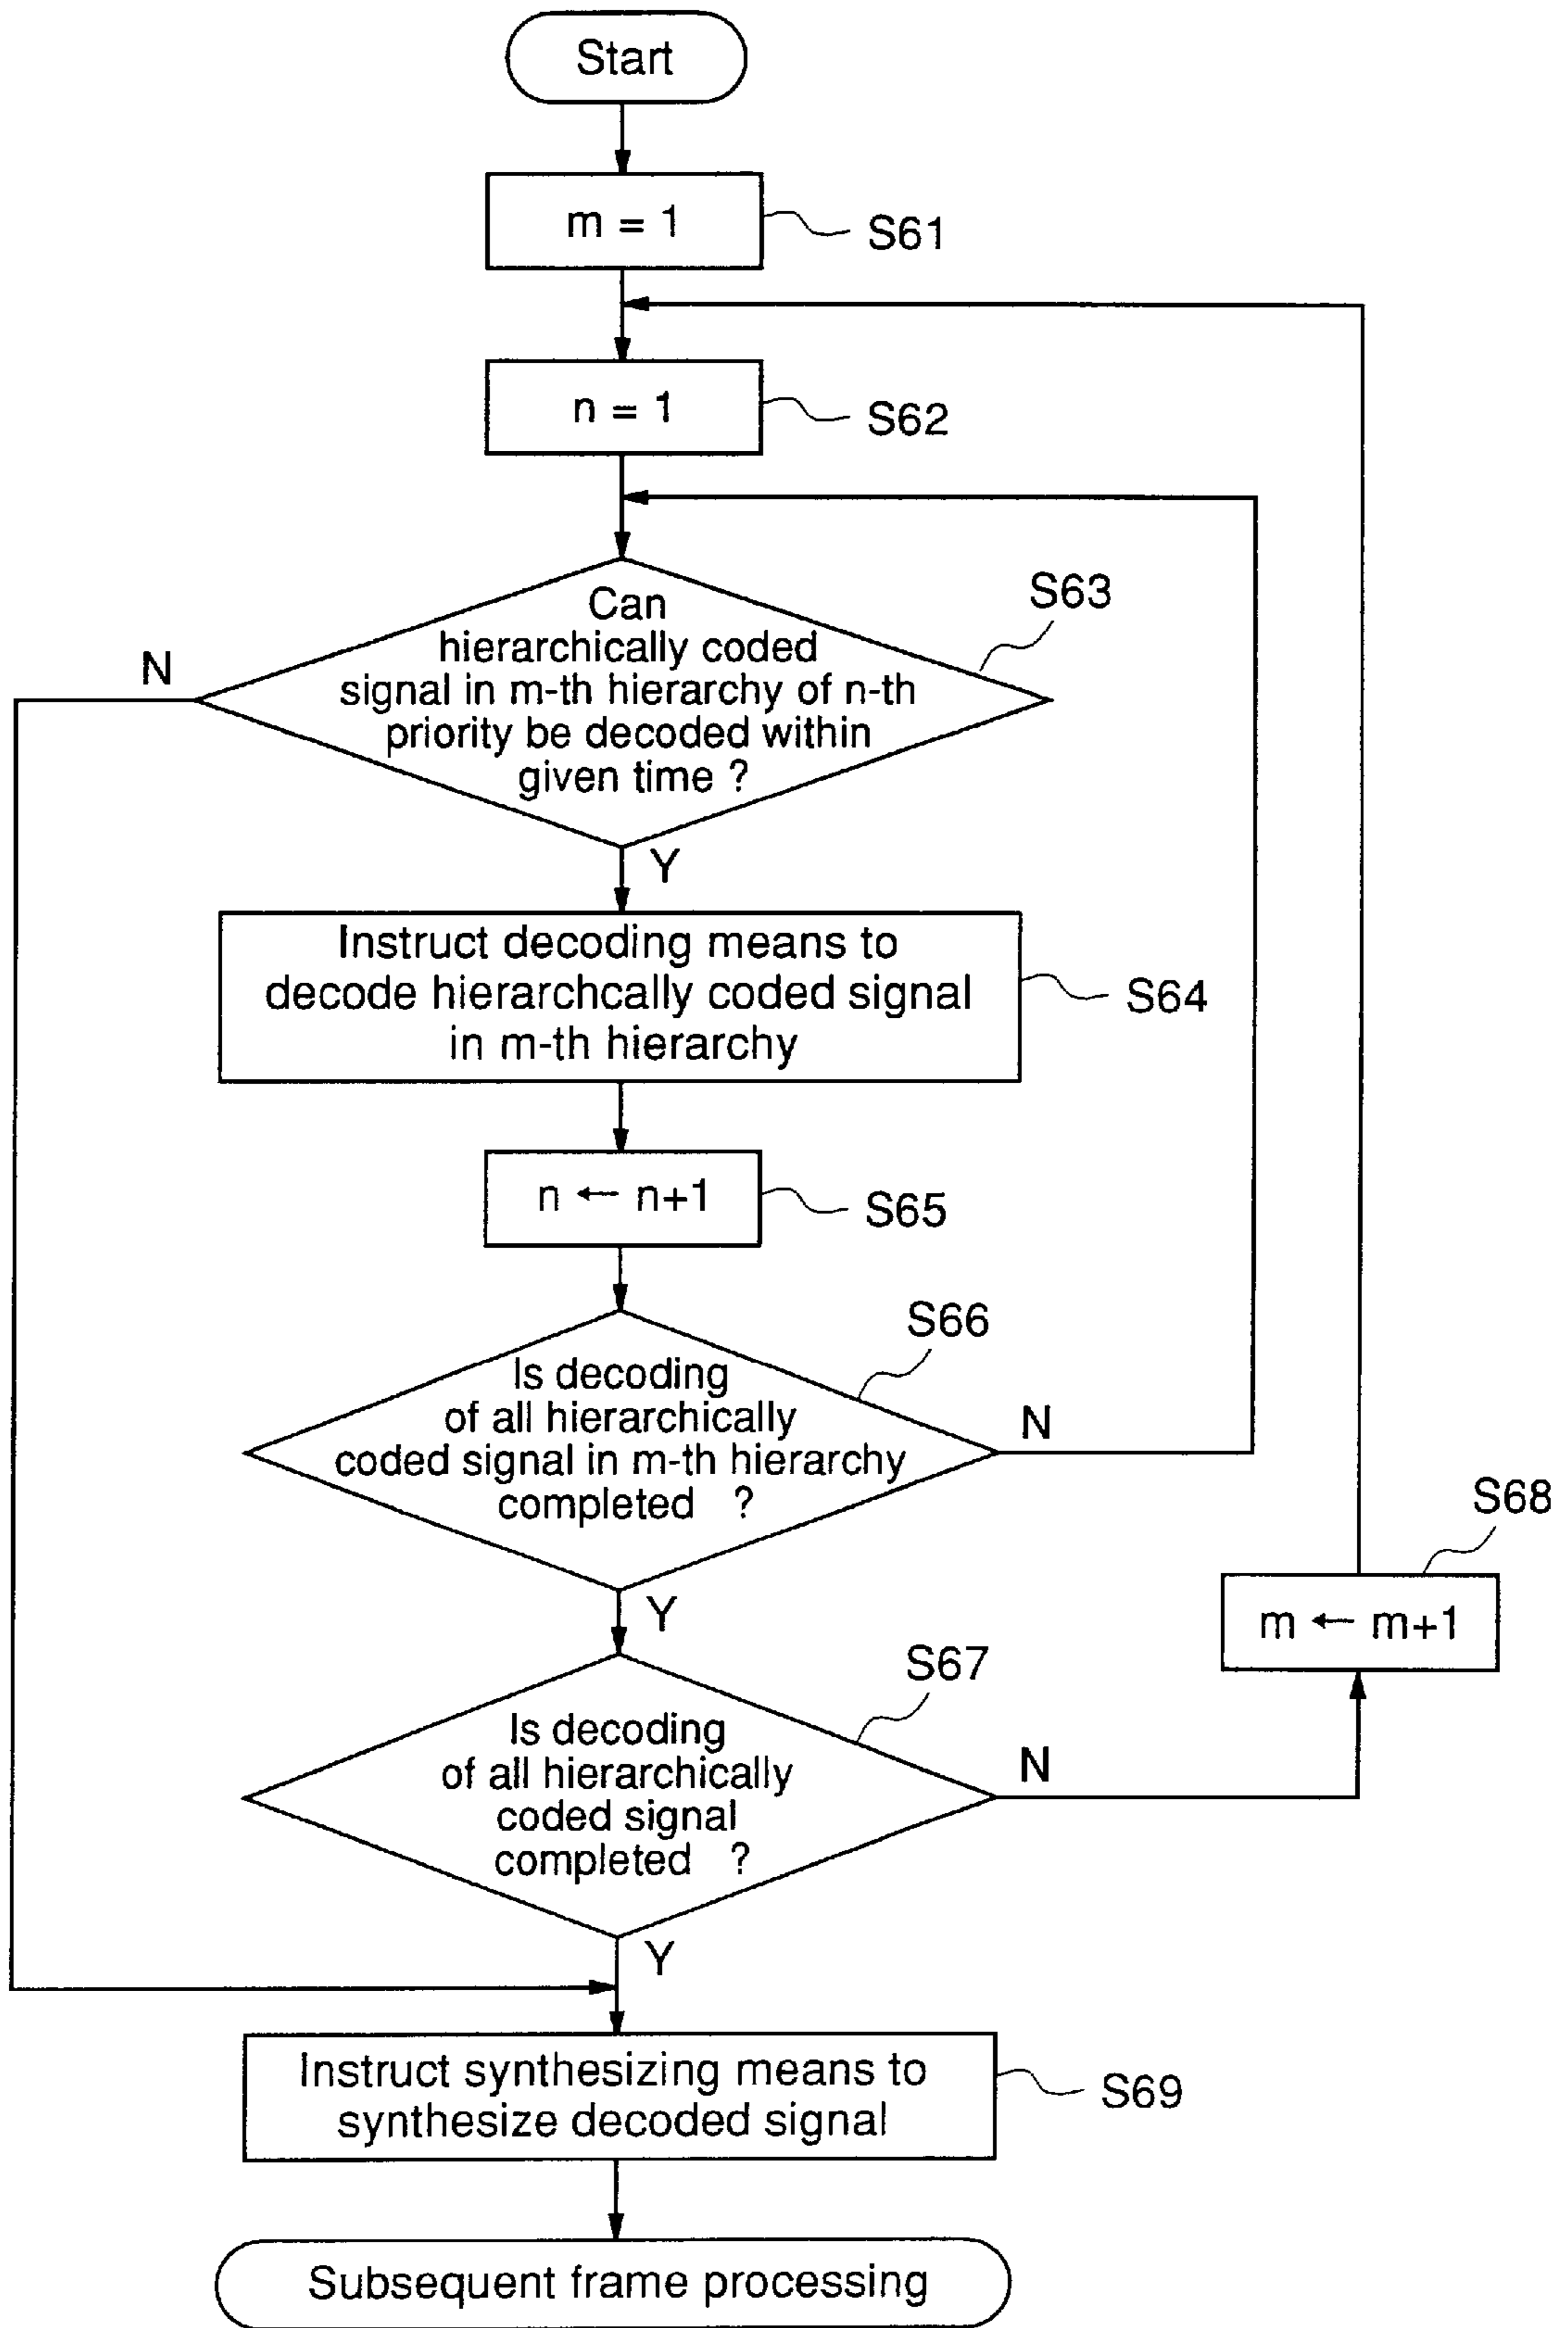 Start
m = 1
S61
n = 1
S62
Can
hierarchically coded
signal in m-th hierarchy of n-th
priority be decoded within
given time ?
S63
N
Y
Instruct decoding means to
decode hierarchcally coded signal
in m-th hierarchy
S64
n ← n+1
S65
S66
Is decoding
of all hierarchically
coded signal in m-th hierarchy
completed ?
N
Y
S68
m ← m+1
S67
Is decoding
of all hierarchically
coded signal
completed ?
N
Y
Instruct synthesizing means to
synthesize decoded signal
S69
Subsequent frame processing